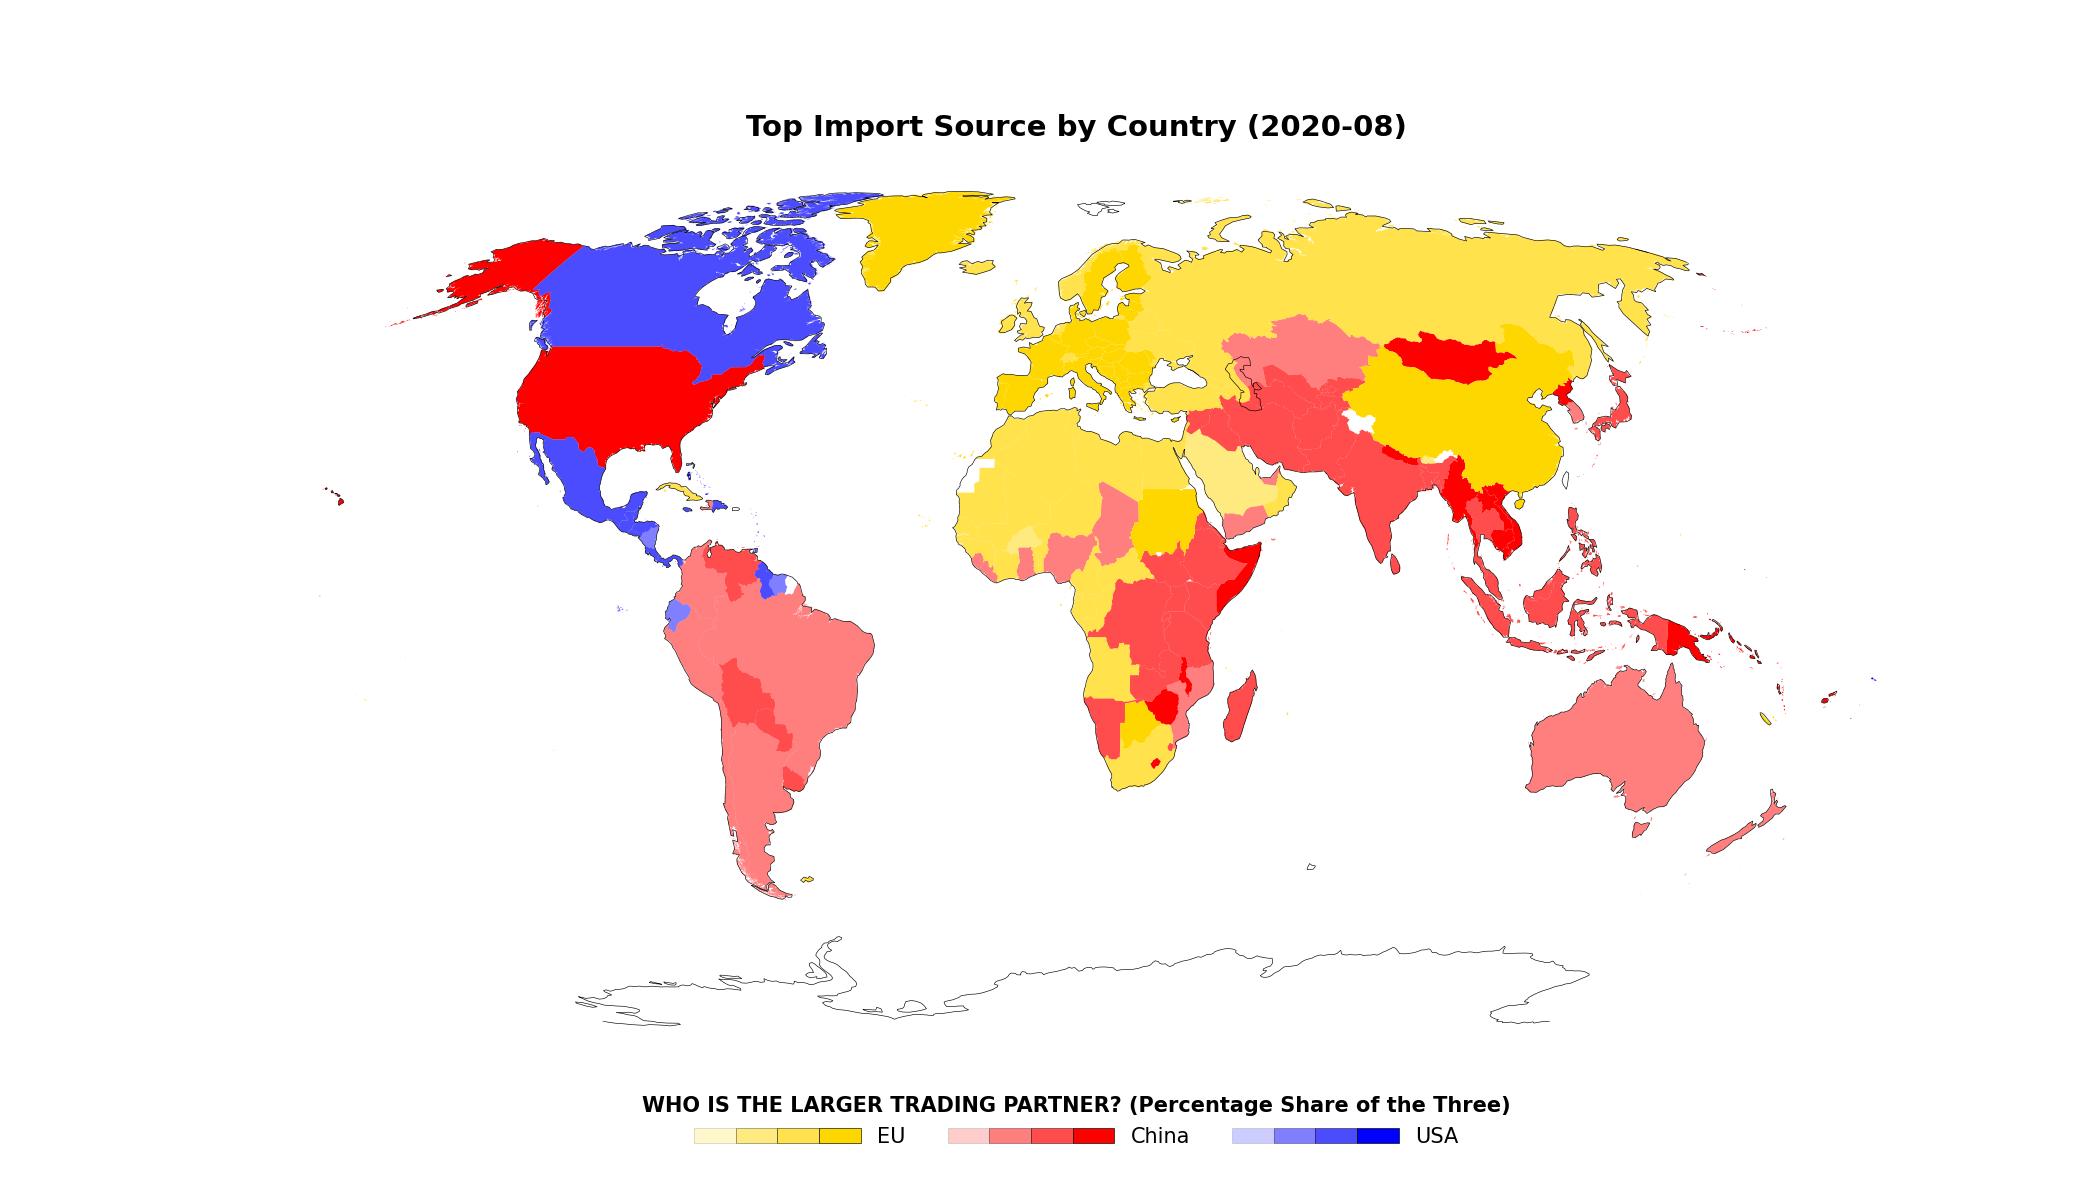 Top Import Source by Country (2020-08)
WHO IS THE LARGER TRADING PARTNER? (Percentage Share of the Three)
EU China USA